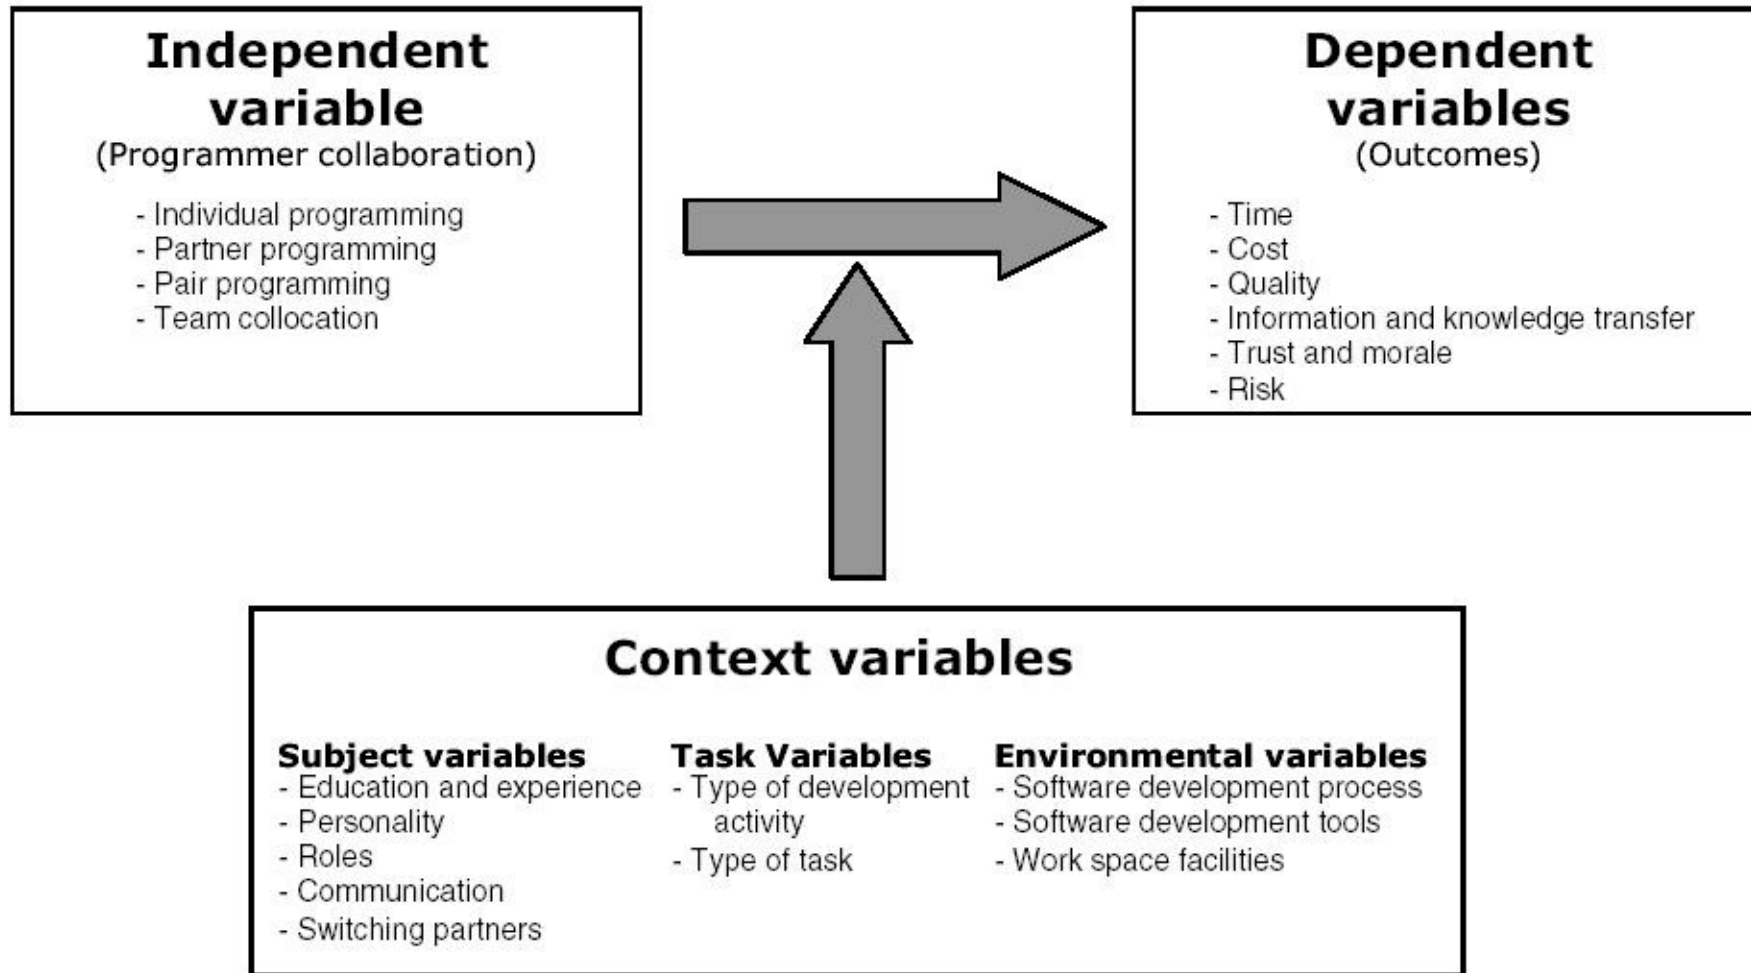 Independent
variable
(Programmer collaboration)
- Individual programming
- Partner programming
- Pair programming
- Team collocation
Dependent
variables
(Outcomes)
- Time
- Cost
- Quality
- Information and knowledge transfer
- Trust and morale
- Risk
Context variables
Subject variables
- Education and experience
- Personality
- Roles
- Communication
- Switching partners
Task Variables
- Type of development
activity
- Type of task
Environmental variables
- Software development process
- Software development tools
- Work space facilities